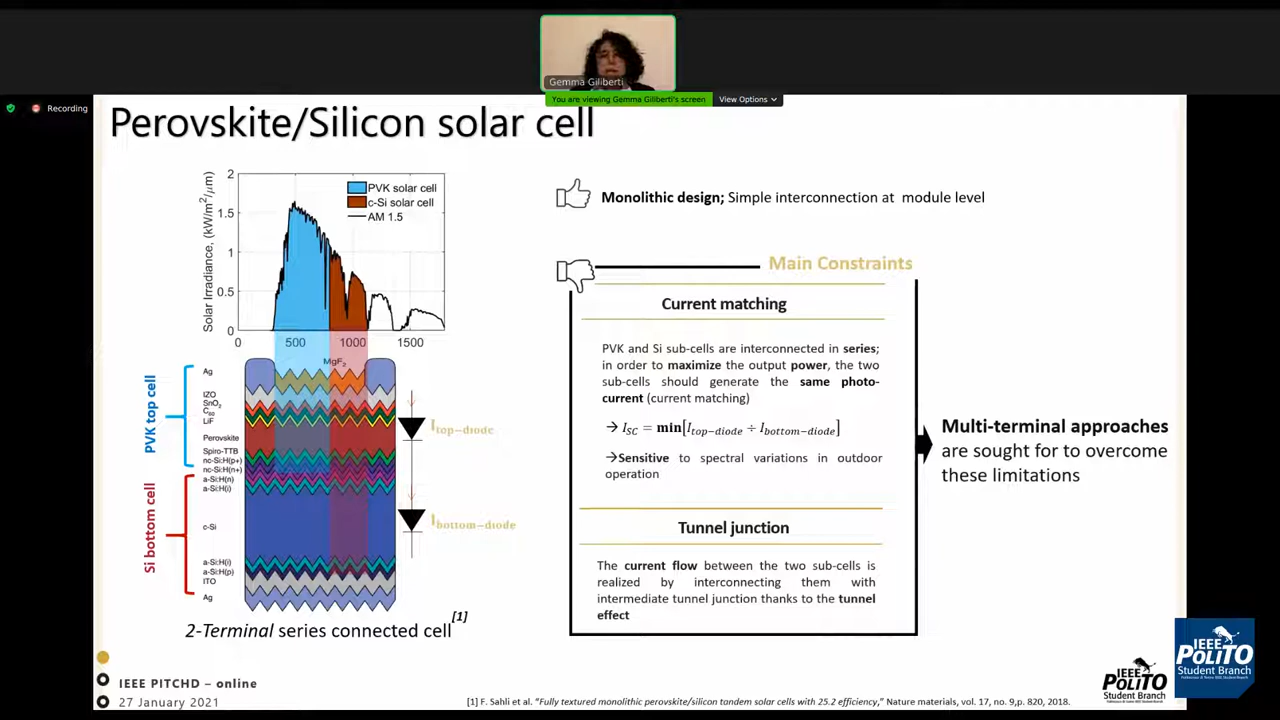 Gemma Giliberti
You are viewing Gemma Giliberti's screen
View Options
Recording
Perovskite/Silicon solar cell
2
1.5
1
0.5
0
Solar Irradiance, (kW/m²/μm)
PVK solar cell
c-Si solar cell
AM 1.5
0
500
1000
1500
MgF₂
PVK top cell
Ag
IZO
SnO₂
C₆₀
LiF
Perovskite
Spiro-TTB
nc-Si:H(p+)
nc-Si:H(n+)
Si bottom cell
a-Si:H(n)
a-Si:H(i)
c-Si
a-Si:H(i)
a-Si:H(p)
ITO
Ag
I top-diode
I bottom-diode
2-Terminal series connected cell [1]
Monolithic design; Simple interconnection at module level
Main Constraints
Current matching
PVK and Si sub-cells are interconnected in series;
in order to maximize the output power, the two
sub-cells should generate the same photo-
current (current matching)
→ I_SC = min[I_top-diode ÷ I_bottom-diode]
→Sensitive to spectral variations in outdoor
operation
Tunnel junction
The current flow between the two sub-cells is
realized by interconnecting them with
intermediate tunnel junction thanks to the tunnel
effect
Multi-terminal approaches
are sought for to overcome
these limitations
IEEE PITCHD – online
27 January 2021
[1] F. Sahli et al. "Fully textured monolithic perovskite/silicon tandem solar cells with 25.2 efficiency," Nature materials, vol. 17, no. 9,p. 820, 2018.
IEEE
POLITO
Student Branch
IEEE
POLITO
Student Branch